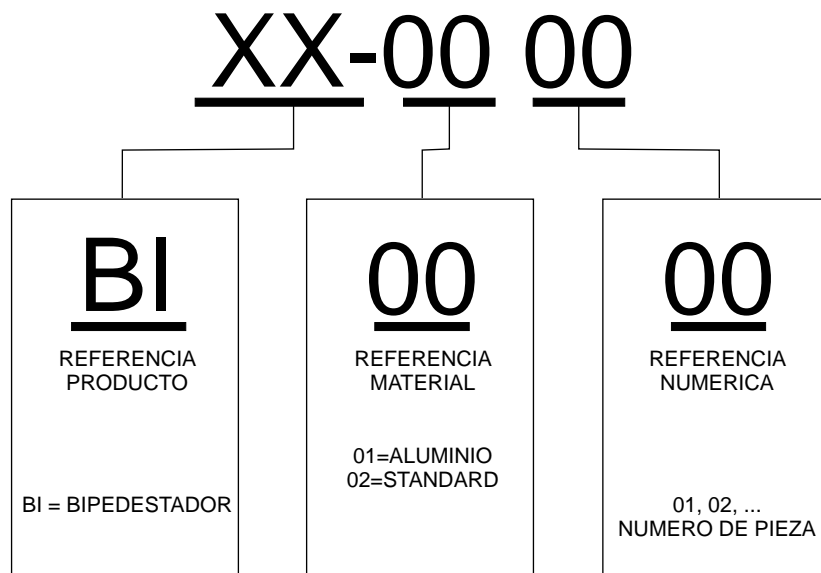 XX-00 00
BI
REFERENCIA
PRODUCTO
BI = BIPEDESTADOR
00
REFERENCIA
MATERIAL
01=ALUMINIO
02=STANDARD
00
REFERENCIA
NUMERICA
01, 02, ...
NUMERO DE PIEZA